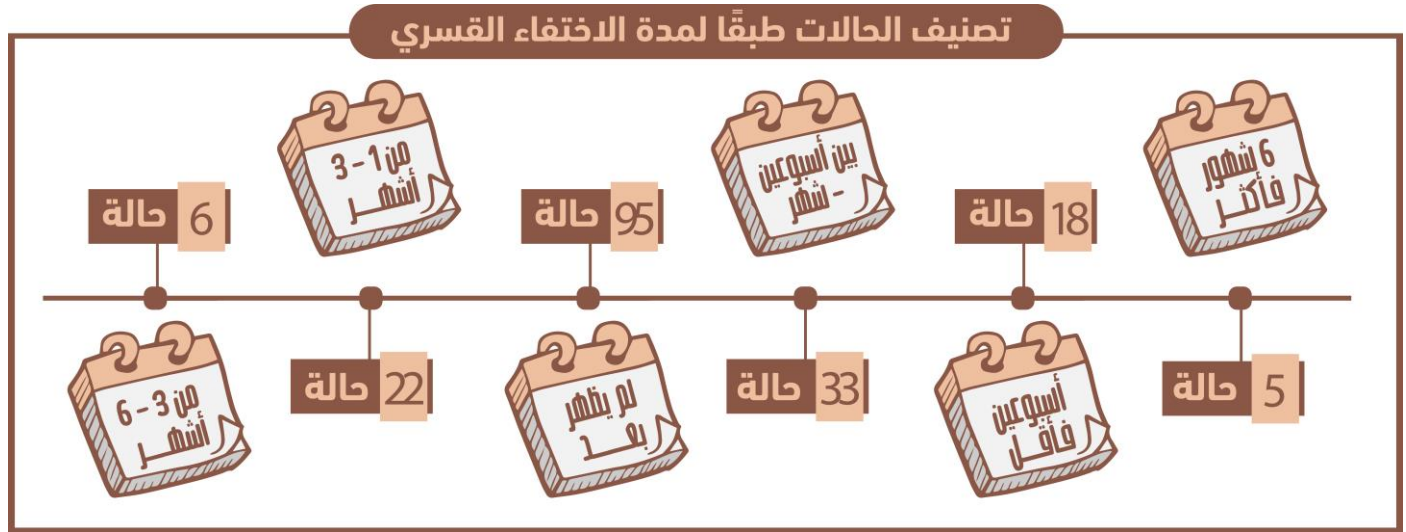 تصنيف الحالات طبقًا لمدة الاختفاء القسري
6 شهور
فأكثر
5 حالة
18 حالة
أسبوعين
فأقل
بين أسبوعين
- شهر
33 حالة
95 حالة
لم يظهر
بعد
من 1 - 3
أشهر
22 حالة
6 حالة
من 3 - 6
أشهر